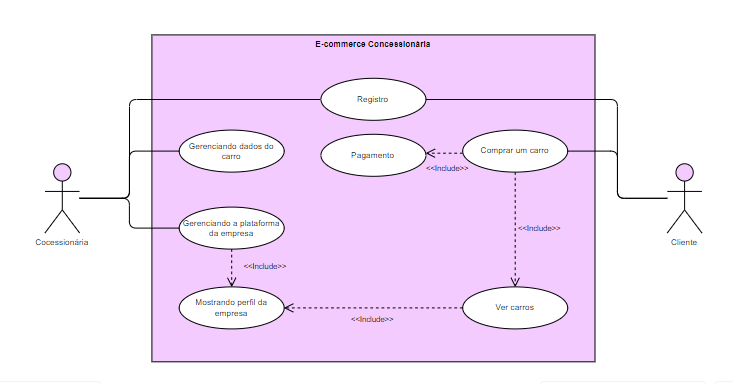 E-commerce Concessionária
Registro
Gerenciando dados do
carro
Pagamento
Comprar um carro
<<Include>>
Cocessionária
Gerenciando a plataforma
da empresa
<<Include>>
Cliente
<<Include>>
Mostrando perfil da
empresa
Ver carros
<<Include>>